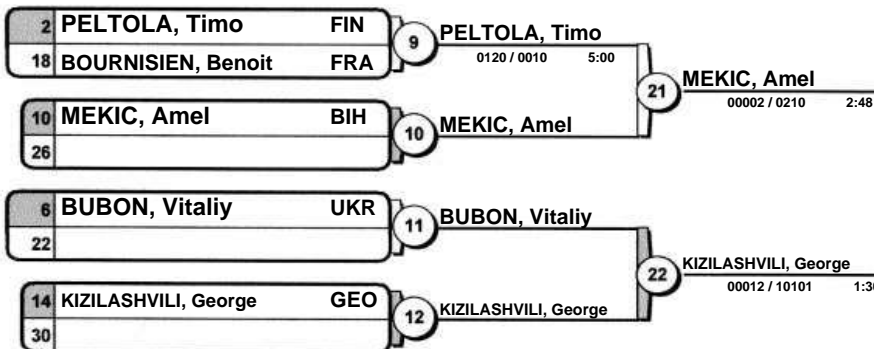 2 PELTOLA, Timo FIN
18 BOURNISIEN, Benoit FRA
9
PELTOLA, Timo
0120 / 0010 5:00
10 MEKIC, Amel BIH
26
10
MEKIC, Amel
21
MEKIC, Amel
00002 / 0210 2:48
6 BUBON, Vitaliy UKR
22
11
BUBON, Vitaliy
14 KIZILASHVILI, George GEO
30
12
KIZILASHVILI, George
22
KIZILASHVILI, George
00012 / 10101